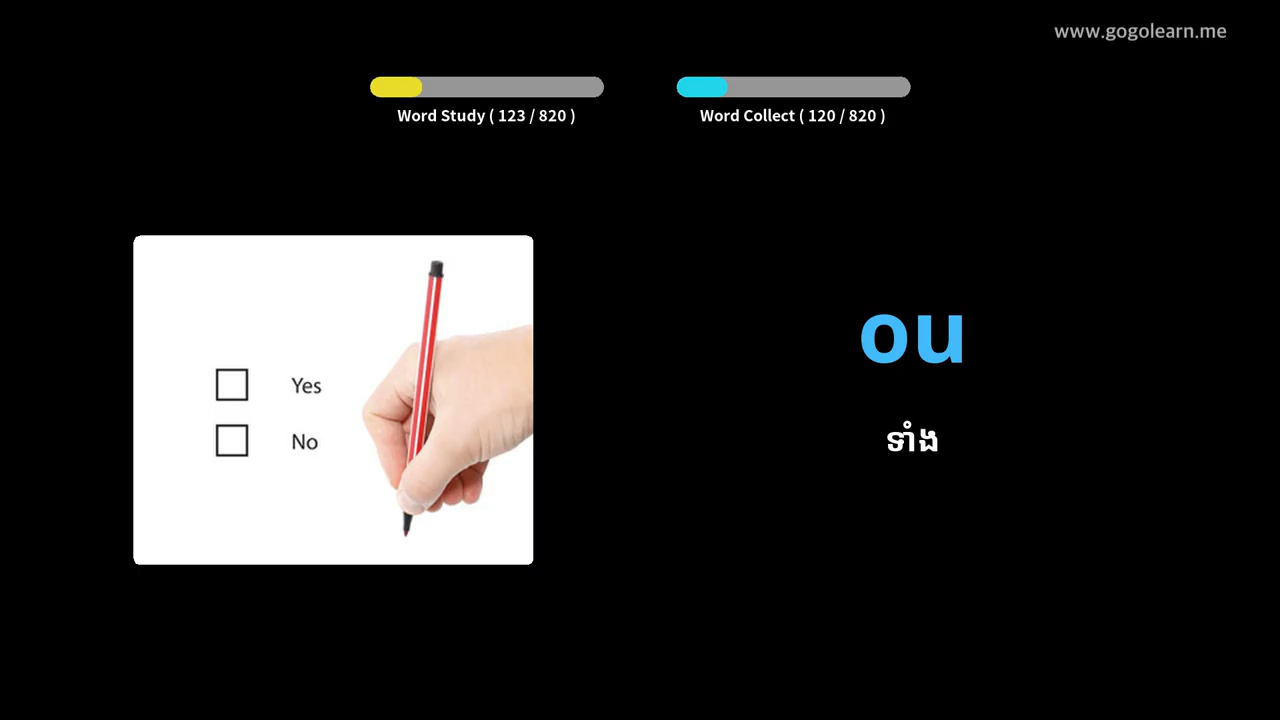 www.gogolearn.me
Word Study ( 123 / 820 )
Word Collect ( 120 / 820 )
Yes
No
ou
ទាំង